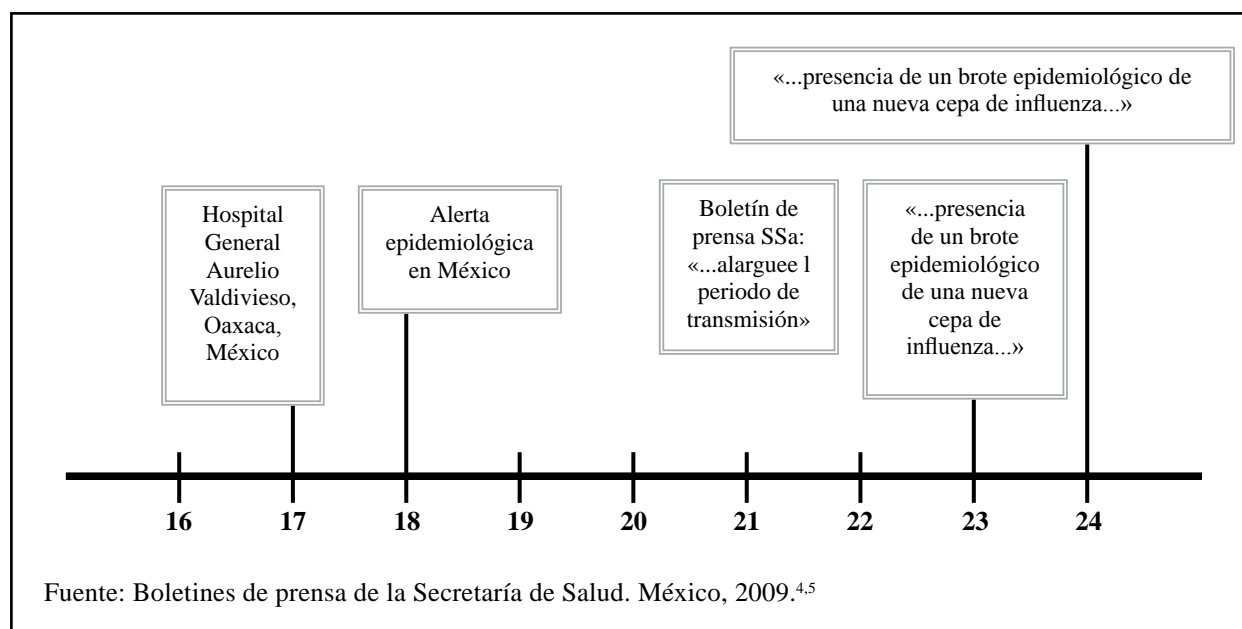 «...presencia de un brote epidemiológico de
una nueva cepa de influenza...»
Hospital
General
Aurelio
Valdivieso,
Oaxaca,
México
Alerta
epidemiológica
en México
Boletín de
prensa SSa:
«...alarguee l
periodo de
transmisión»
«...presencia
de un brote
epidemiológico
de una nueva
cepa de
influenza...»
16 17 18 19 20 21 22 23 24
Fuente: Boletines de prensa de la Secretaría de Salud. México, 2009.4,5